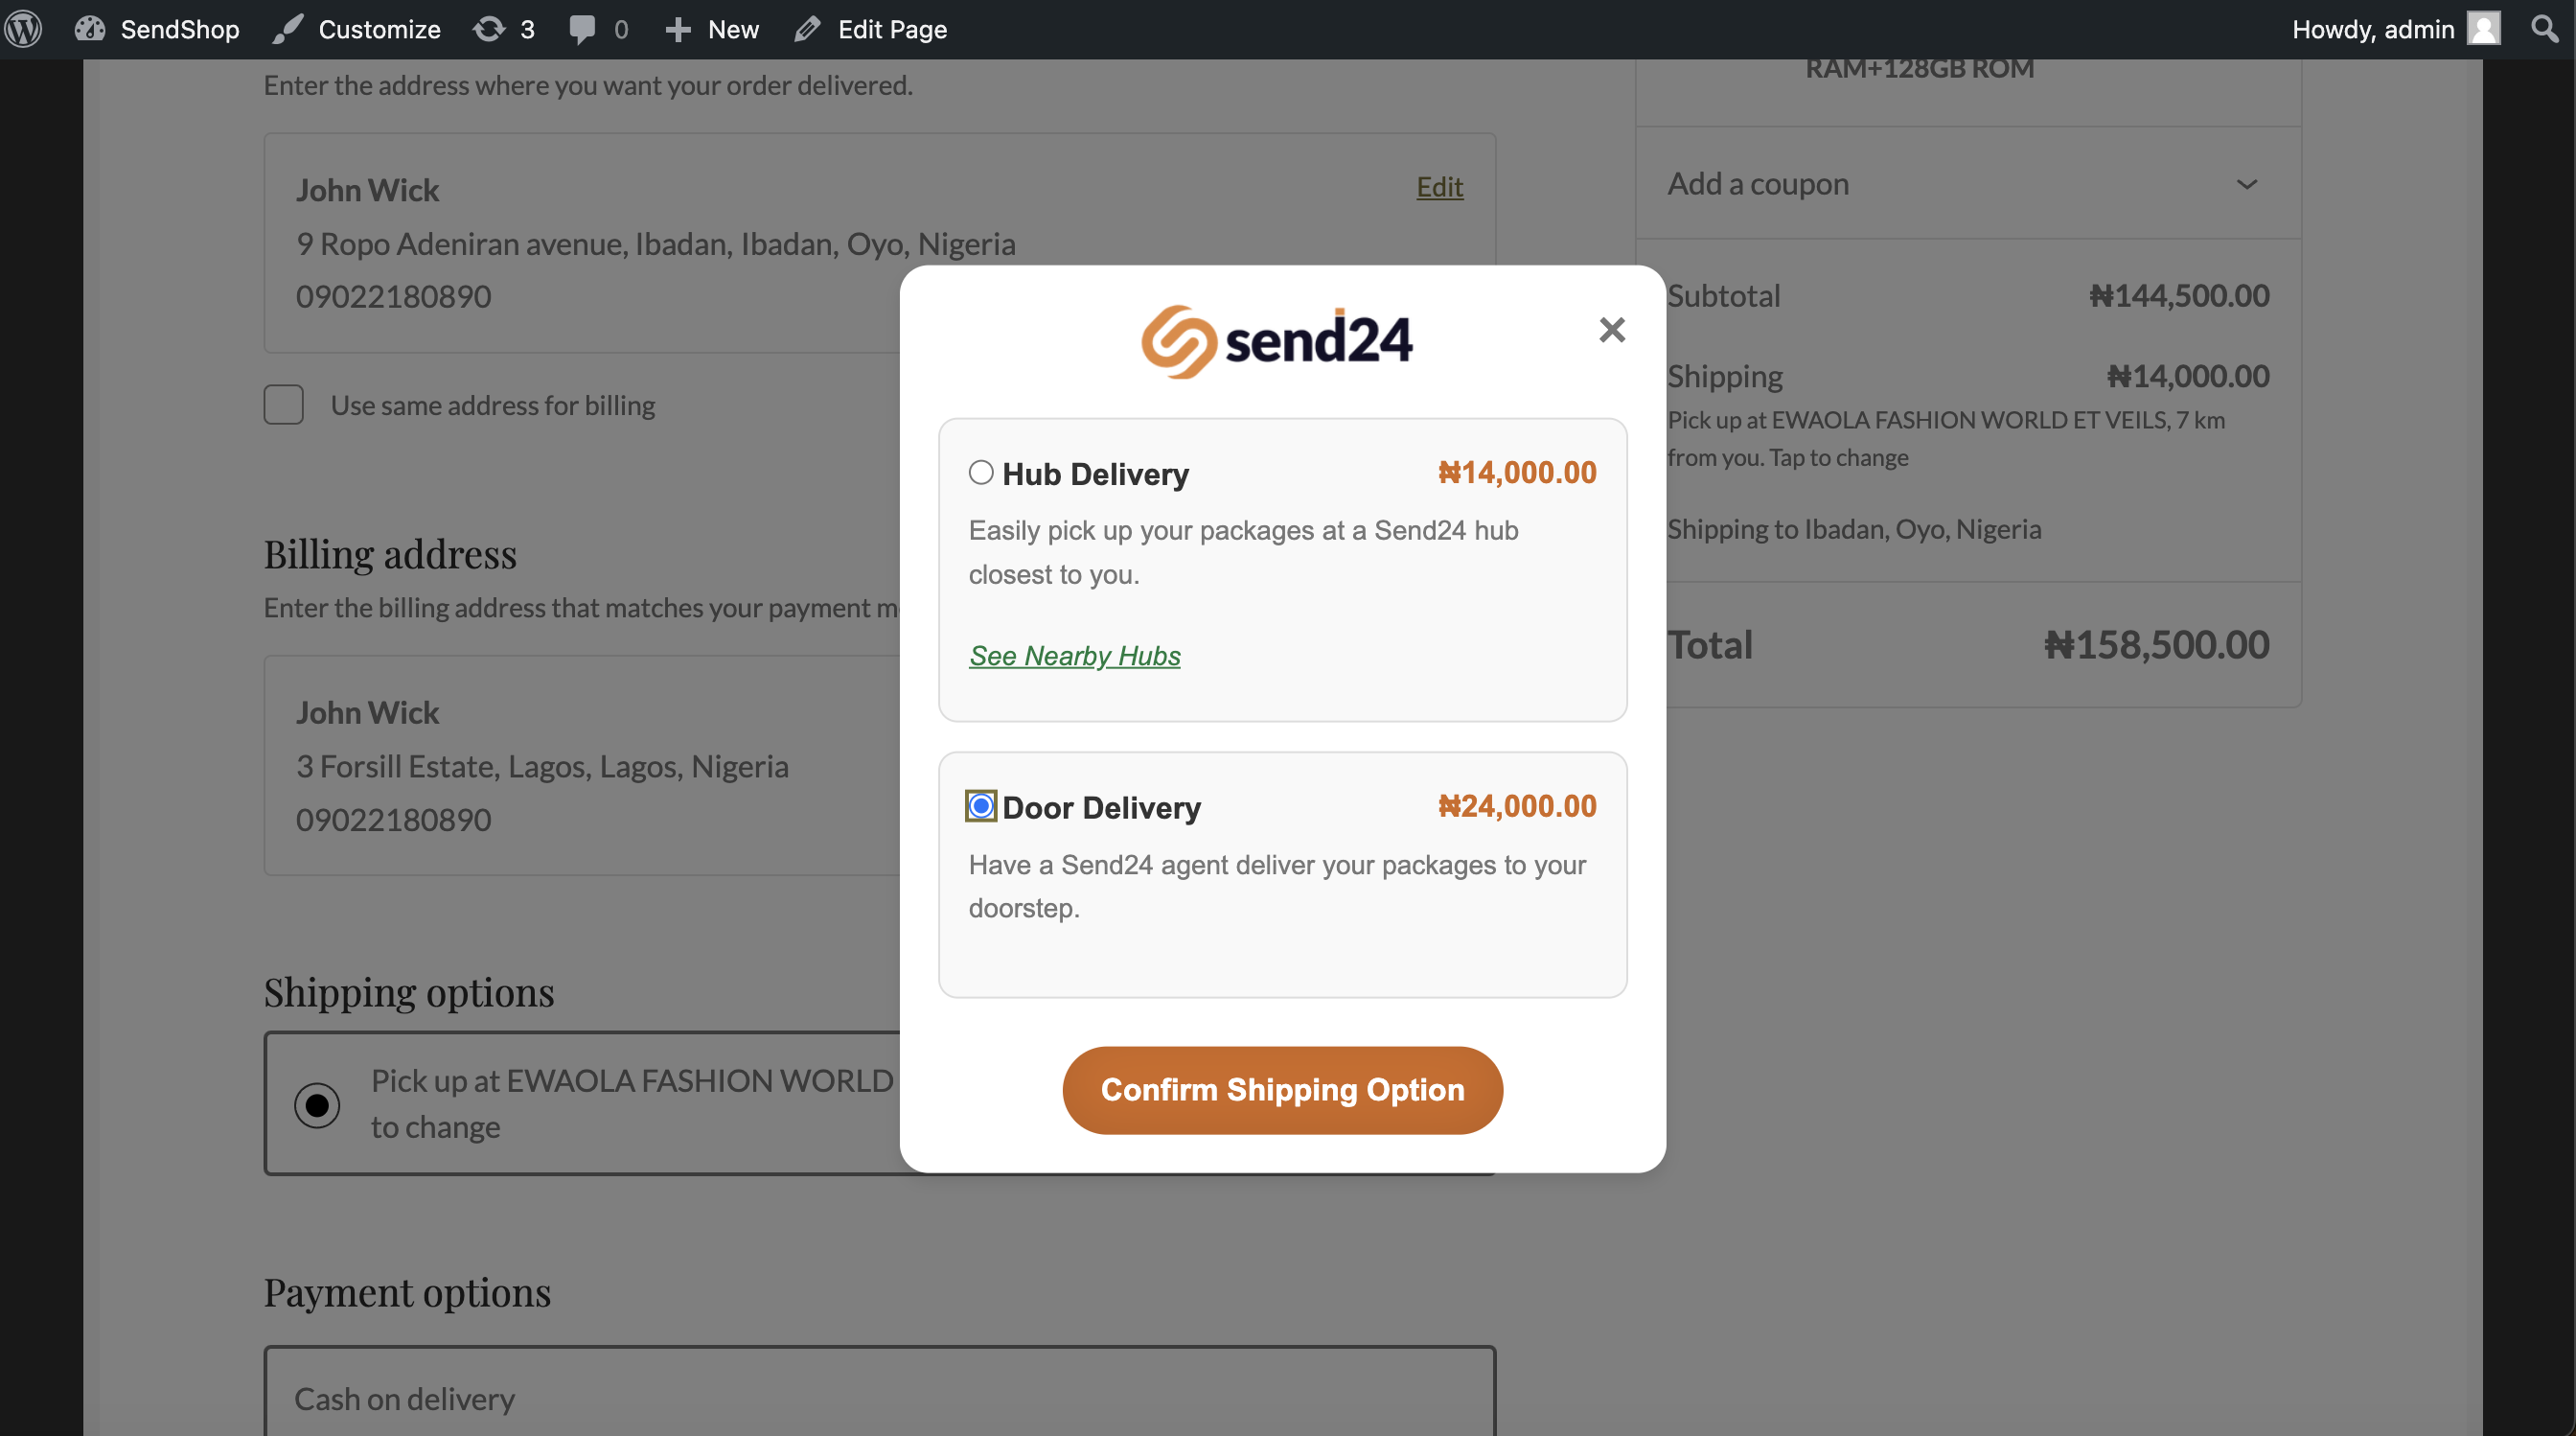 SendShop Customize 3 0 New Edit Page Howdy, admin
Enter the address where you want your order delivered.
John Wick
Edit
9 Ropo Adeniran avenue, Ibadan, Ibadan, Oyo, Nigeria
09022180890
Use same address for billing
Billing address
Enter the billing address that matches your payment
John Wick
3 Forsill Estate, Lagos, Lagos, Nigeria
09022180890
Shipping options
Pick up at EWAOLA FASHION WORLD
to change
Payment options
Cash on delivery
send24
×
Hub Delivery ₦14,000.00
Easily pick up your packages at a Send24 hub
closest to you.
See Nearby Hubs
Door Delivery ₦24,000.00
Have a Send24 agent deliver your packages to your
doorstep.
Confirm Shipping Option
RAM+128GB ROM
Add a coupon
Subtotal ₦144,500.00
Shipping ₦14,000.00
Pick up at EWAOLA FASHION WORLD ET VEILS, 7 km
from you. Tap to change
Shipping to Ibadan, Oyo, Nigeria
Total ₦158,500.00